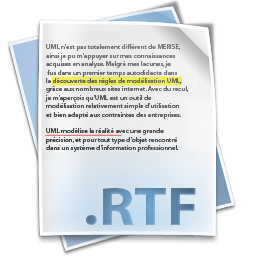 UML n'est pas totalement différent de MERISE,
ainsi je pu m'appuyer sur mes connaissances
acquises en analyse. Malgré mes lacunes, je
fus dans un premier temps autodidacte dans
la découverte des règles de modélisation UML,
grâce aux nombreux sites internet. Avec du recul,
je m'aperçois qu'UML est un outil de
modélisation relativement simple d'utilisation
et bien adapté aux contraintes des entreprises.
UML modélise la réalité avec une grande
précision, et pour tout type d'objet rencontré
dans un système d'information professionnel.
.RTF